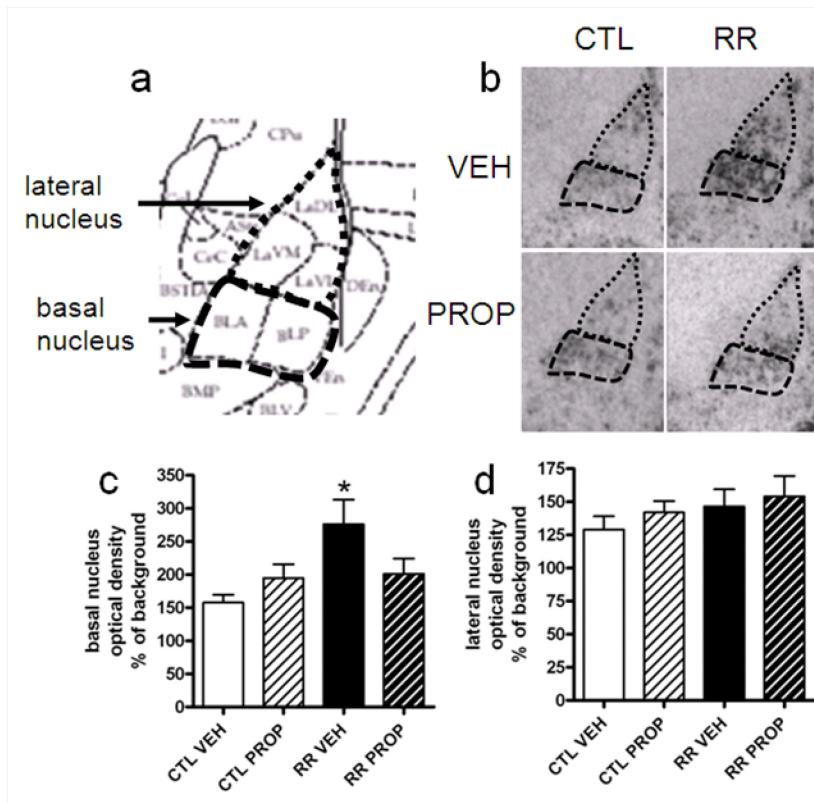 a
lateral
nucleus
basal
nucleus
CPu
LaDL
LaVM
CeC
BLA
BLP
BMP
BLV
DEn
b
CTL RR
VEH
PROP
c
basal nucleus
optical density
% of background
350
300
250
200
150
100
50
0
*
CTL VEH
CTL PROP
RR VEH
RR PROP
d
lateral nucleus
optical density
% of background
175
150
125
100
75
50
25
0
CTL VEH
CTL PROP
RR VEH
RR PROP